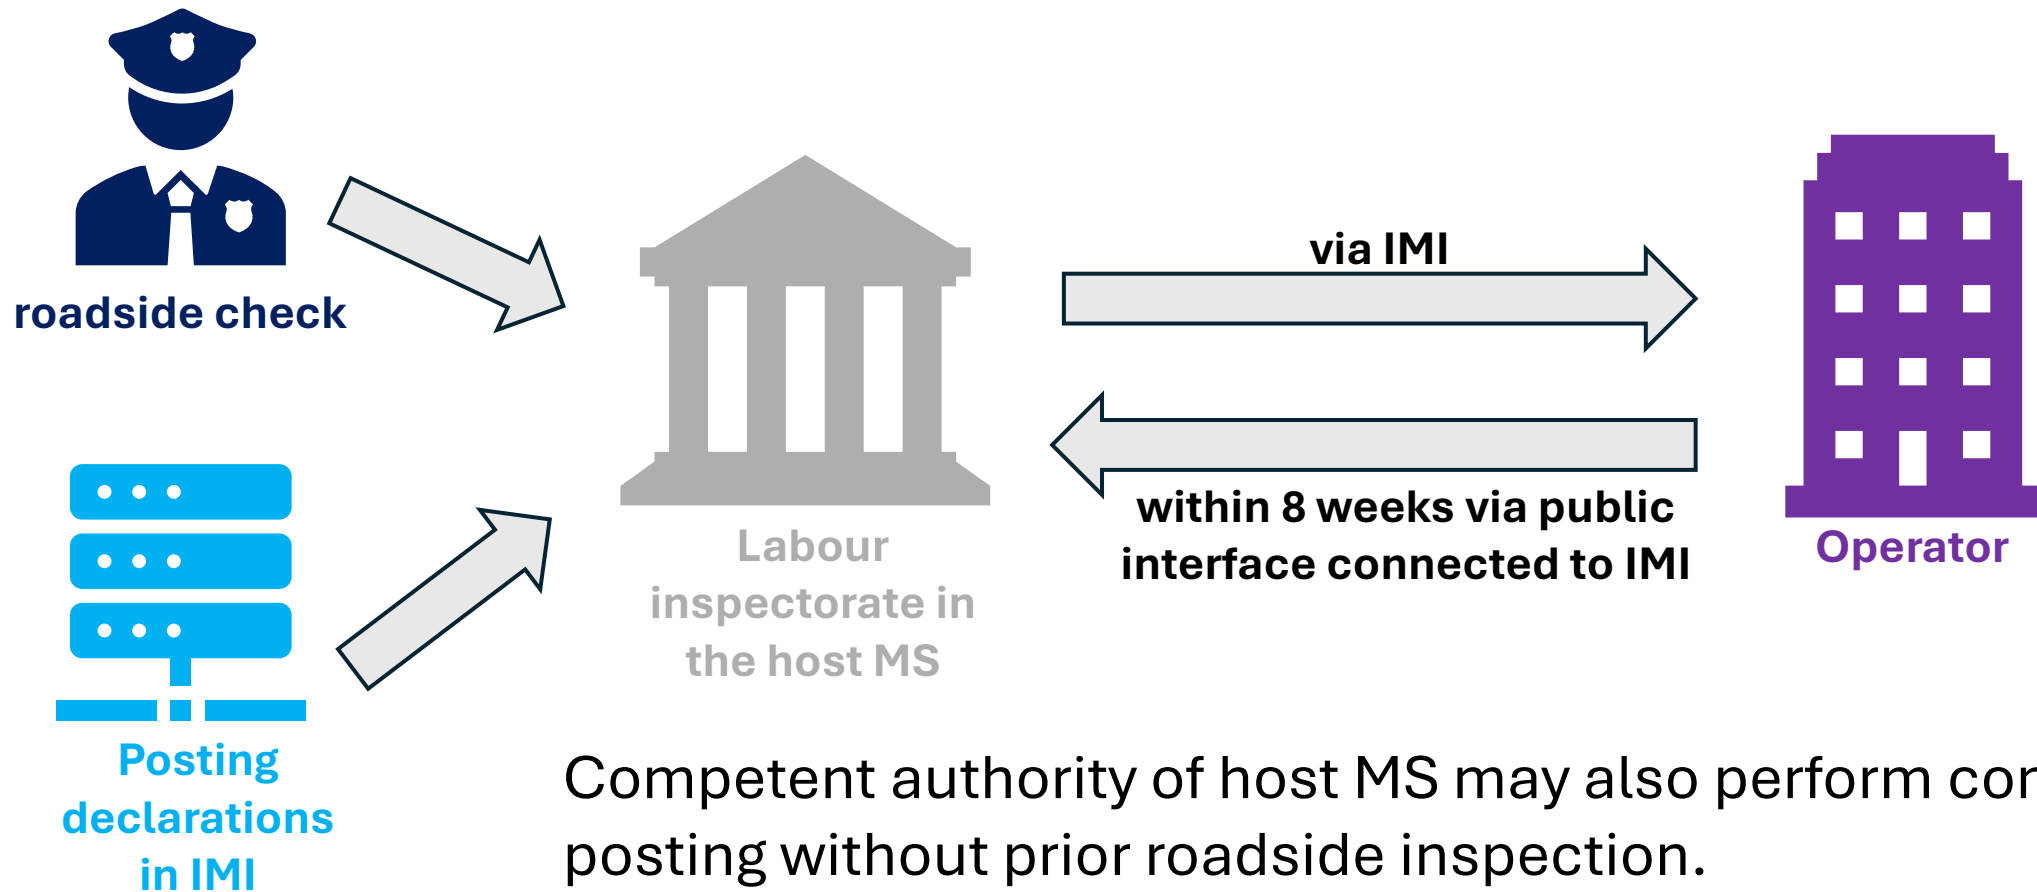 roadside check
via IMI
within 8 weeks via public
interface connected to IMI
Operator
Labour
inspectorate in
the host MS
Posting
declarations
in IMI
Competent authority of host MS may also perform
posting without prior roadside inspection.